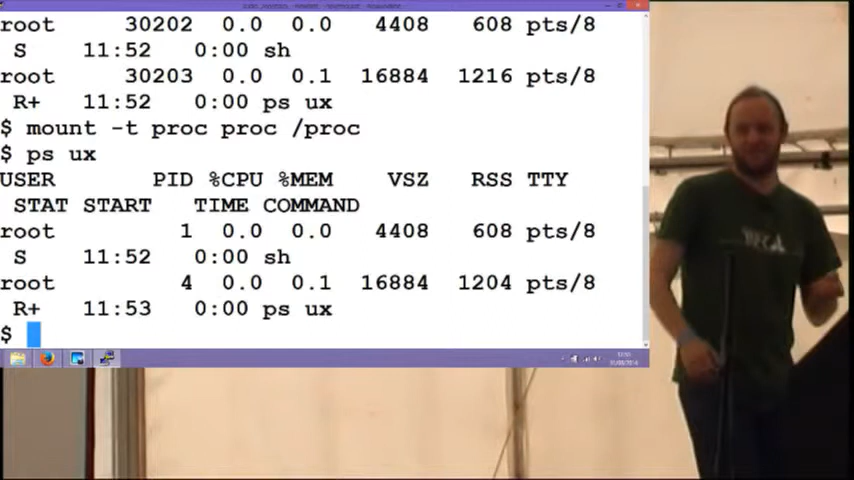 root 30202 0.0 0.0 4408 608 pts/8
S 11:52 0:00 sh
root 30203 0.0 0.1 16884 1216 pts/8
R+ 11:52 0:00 ps ux
$ mount -t proc proc /proc
$ ps ux
USER PID %CPU %MEM VSZ RSS TTY
STAT START TIME COMMAND
root 1 0.0 0.0 4408 608 pts/8
S 11:52 0:00 sh
root 4 0.0 0.1 16884 1204 pts/8
R+ 11:53 0:00 ps ux
$